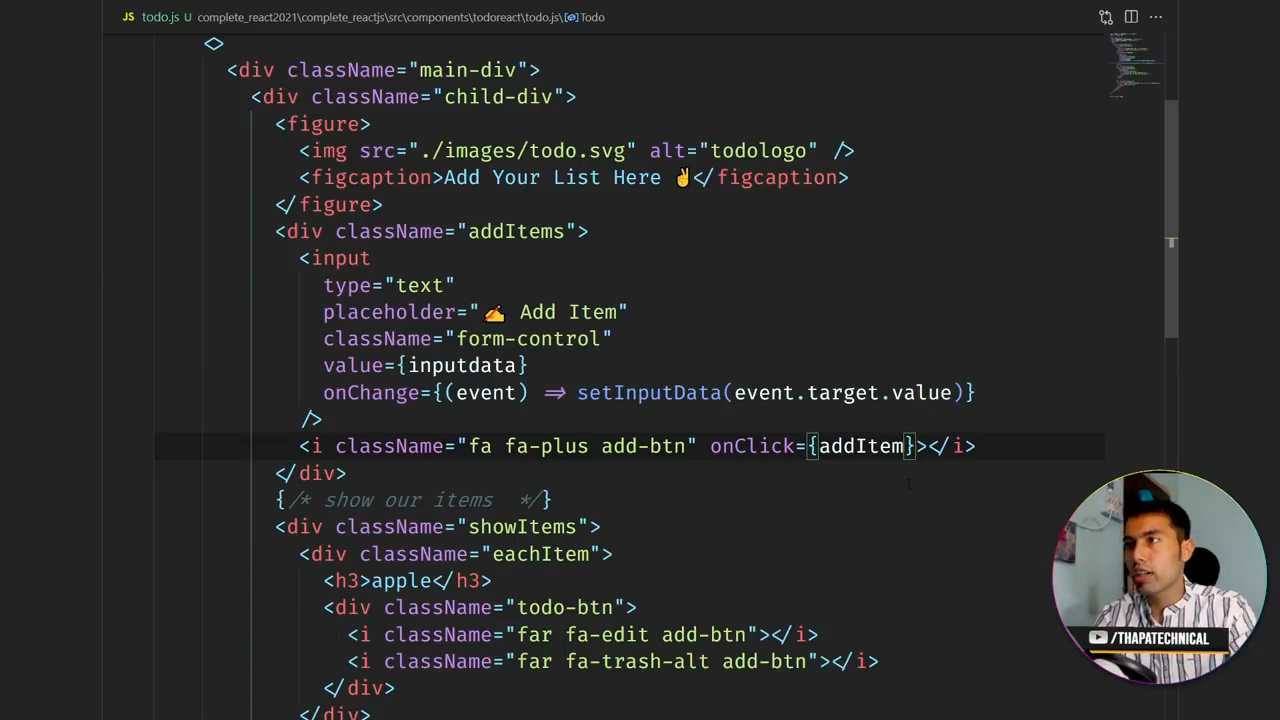 JS todo.js complete_react2021\complete_reactjs\src\components\todoreact\todo.js\Todo
<>
<div className="main-div">
<div className="child-div">
<figure>
<img src="./images/todo.svg" alt="todologo" />
<figcaption>Add Your List Here ✌</figcaption>
</figure>
<div className="addItems">
<input
type="text"
placeholder="✍ Add Item"
className="form-control"
value={inputdata}
onChange={(event) => setInputData(event.target.value)}
/>
<i className="fa fa-plus add-btn" onClick={addItem}></i>
</div>
{/* show our items  */}
<div className="showItems">
<div className="eachItem">
<h3>apple</h3>
<div className="todo-btn">
<i className="far fa-edit add-btn"></i>
<i className="far fa-trash-alt add-btn"></i>
</div>
</div>
/THAPATECHNICAL